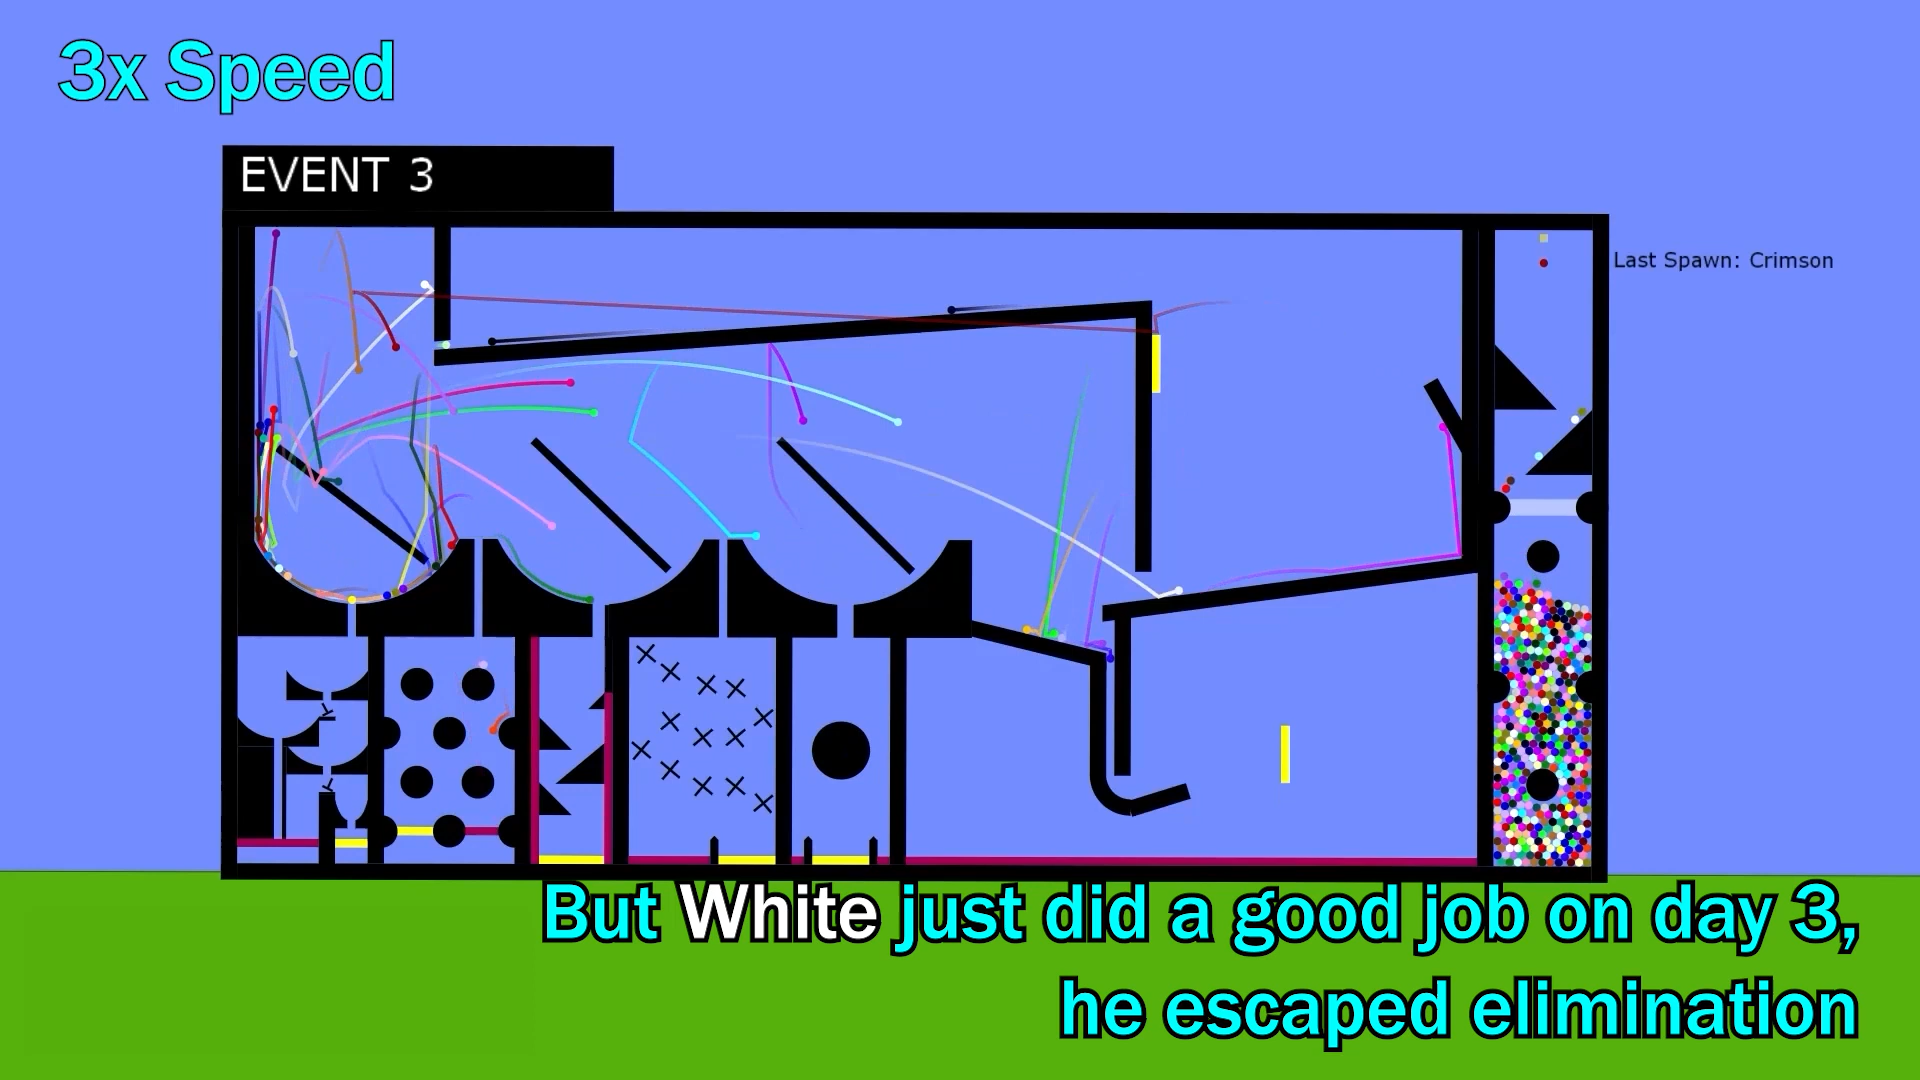 3x Speed
EVENT 3
Last Spawn: Crimson
But White just did a good job on day 3,
he escaped elimination